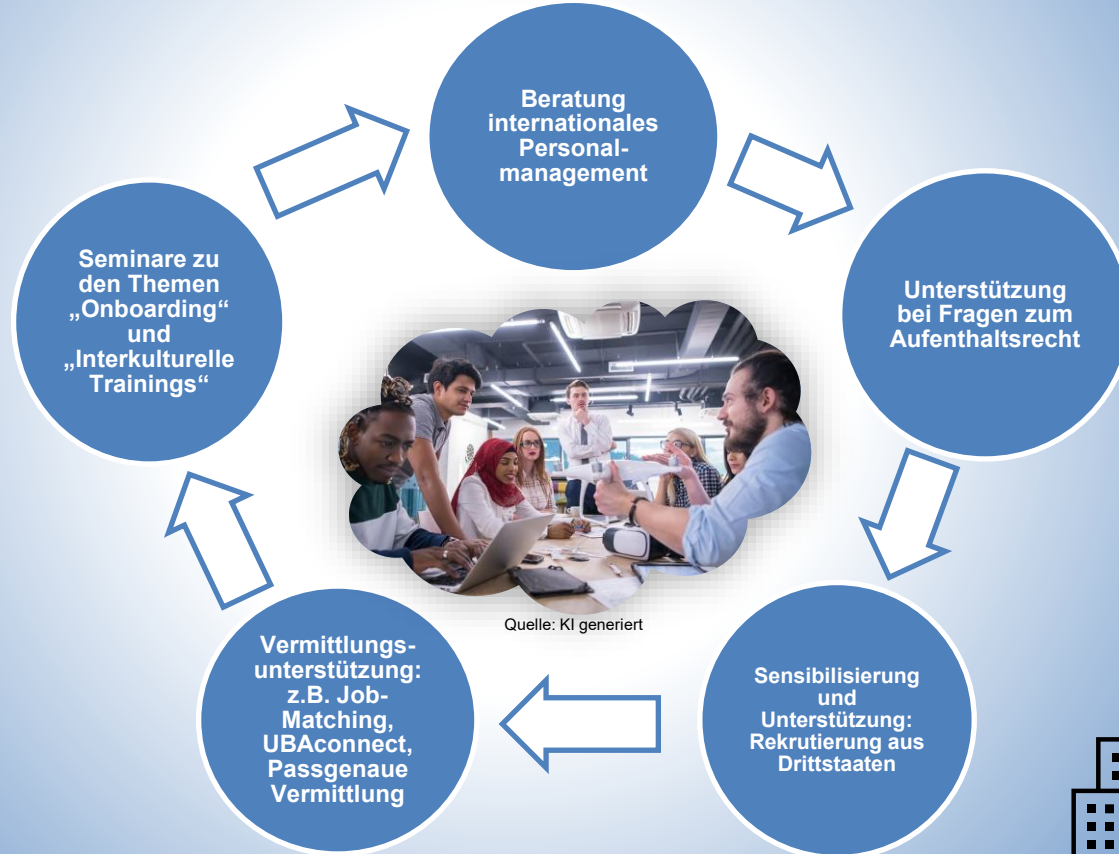 Beratung
internationales
Personal-
management
Unterstützung
bei Fragen zum
Aufenthaltsrecht
Sensibilisierung
und
Unterstützung:
Rekrutierung aus
Drittstaaten
Vermittlungs-
unterstützung:
z.B. Job-
Matching,
UBAconnect,
Passgenaue
Vermittlung
Seminare zu
den Themen
„Onboarding“
und
„Interkulturelle
Trainings“
Quelle: KI generiert